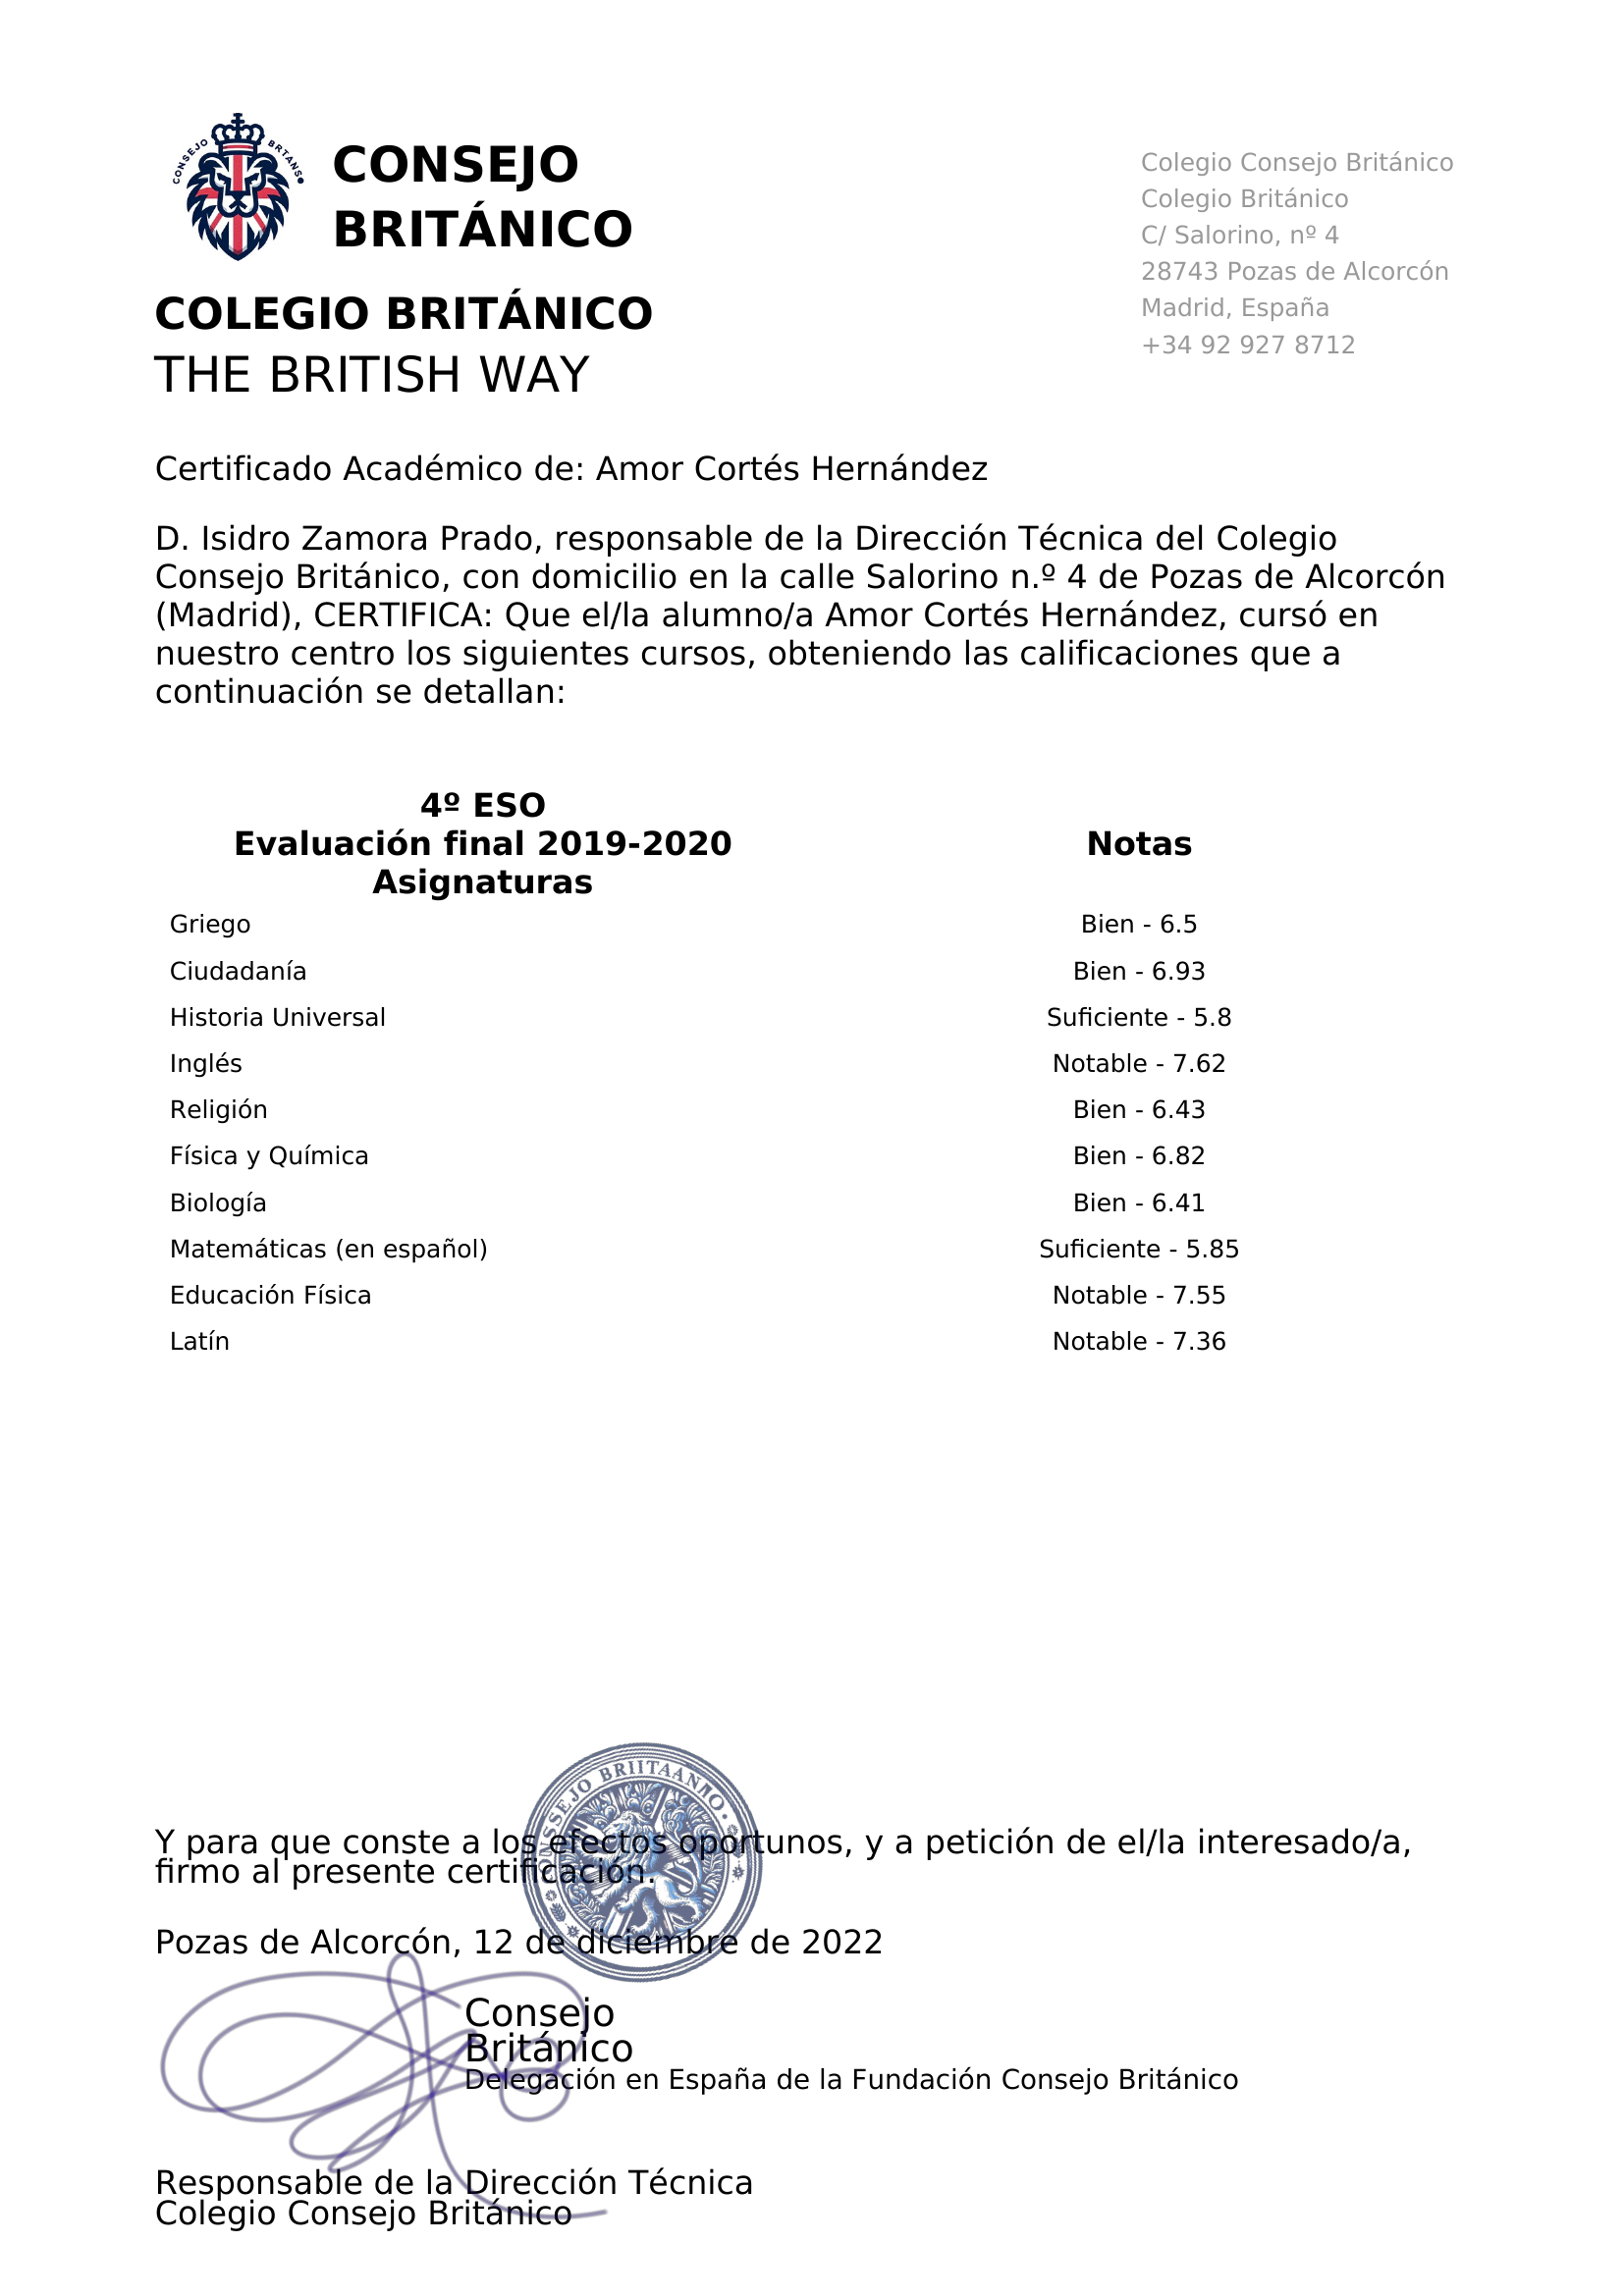 CONSEJO BRTANS
CONSEJO
BRITÁNICO
COLEGIO BRITÁNICO
THE BRITISH WAY
Colegio Consejo Británico
Colegio Británico
C/ Salorino, nº 4
28743 Pozas de Alcorcón
Madrid, España
+34 92 927 8712
Certificado Académico de: Amor Cortés Hernández
D. Isidro Zamora Prado, responsable de la Dirección Técnica del Colegio
Consejo Británico, con domicilio en la calle Salorino n.º 4 de Pozas de Alcorcón
(Madrid), CERTIFICA: Que el/la alumno/a Amor Cortés Hernández, cursó en
nuestro centro los siguientes cursos, obteniendo las calificaciones que a
continuación se detallan:
4º ESO
Evaluación final 2019-2020 Notas
Asignaturas
Griego Bien - 6.5
Ciudadanía Bien - 6.93
Historia Universal Suficiente - 5.8
Inglés Notable - 7.62
Religión Bien - 6.43
Física y Química Bien - 6.82
Biología Bien - 6.41
Matemáticas (en español) Suficiente - 5.85
Educación Física Notable - 7.55
Latín Notable - 7.36
Y para que conste a los efectos oportunos, y a petición de el/la interesado/a,
firmo al presente certificación.
Pozas de Alcorcón, 12 de diciembre de 2022
Consejo
Británico
Delegación en España de la Fundación Consejo Británico
Responsable de la Dirección Técnica
Colegio Consejo Británico